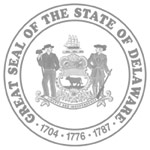 GREAT SEAL OF THE STATE OF DELAWARE
· 1704 · 1776 · 1787 ·